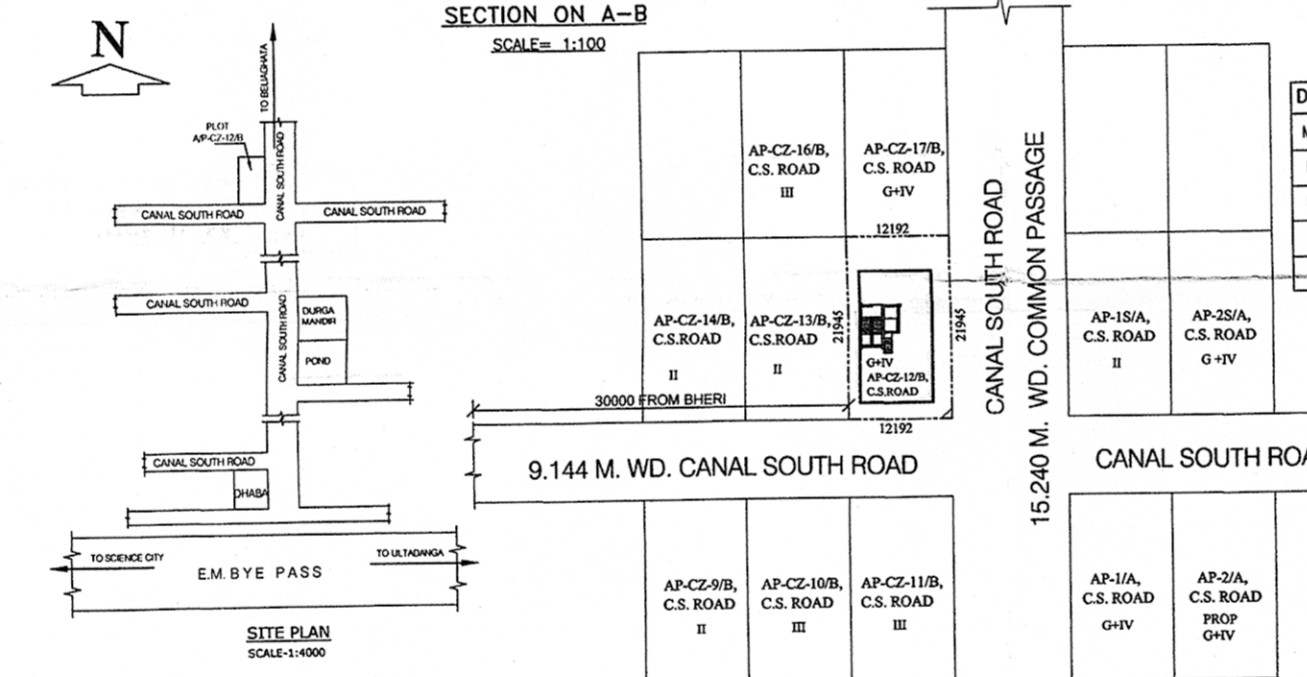 SECTION ON A-B
SCALE= 1:100
N
TO BELIAGHATA
PLOT
A/P-CZ-12/B
CANAL SOUTH ROAD
CANAL SOUTH ROAD
CANAL SOUTH ROAD
CANAL SOUTH ROAD
CANAL SOUTH ROAD
DURGA
MANDIR
POND
CANAL SOUTH ROAD
DHABA
TO SCIENCE CITY
TO ULTADANGA
E.M. BYE PASS
SITE PLAN
SCALE-1:4000
AP-CZ-16/B,
C.S. ROAD
III
AP-CZ-17/B,
C.S. ROAD
G+IV
12192
AP-CZ-14/B,
C.S.ROAD
II
AP-CZ-13/B,
C.S.ROAD
II
21945
G+IV
AP-CZ-12/B,
C.S.ROAD
21945
30000 FROM BHERI
12192
9.144 M. WD. CANAL SOUTH ROAD
CANAL SOUTH ROAD
15.240 M. WD. COMMON PASSAGE
AP-1S/A,
C.S. ROAD
II
AP-2S/A,
C.S. ROAD
G+IV
CANAL SOUTH ROA
AP-CZ-9/B,
C.S. ROAD
II
AP-CZ-10/B,
C.S. ROAD
III
AP-CZ-11/B,
C.S. ROAD
III
AP-1/A,
C.S. ROAD
G+IV
AP-2/A,
C.S. ROAD
PROP
G+IV
D